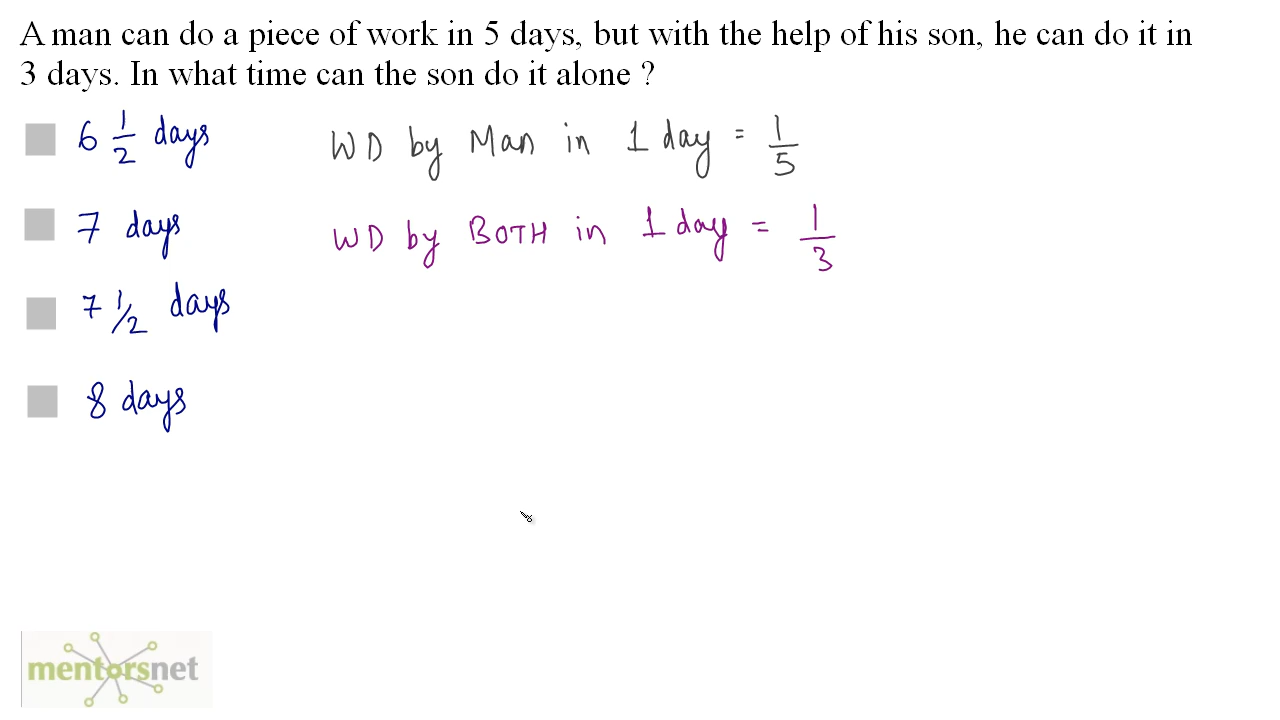 A man can do a piece of work in 5 days, but with the help of his son, he can do it in
3 days. In what time can the son do it alone ?
6 1/2 days
WD by Man in 1 day = 1/5
7 days
WD by BOTH in 1 day = 1/3
7 1/2 days
8 days
mentorsnet